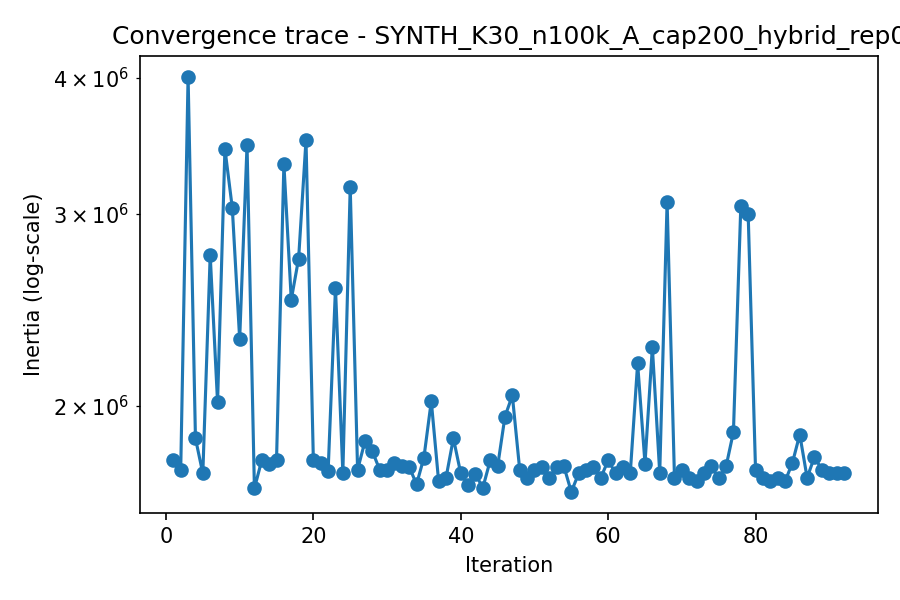 Convergence trace - SYNTH_K30_n100k_A_cap200_hybrid_rep0
4 × 10⁶
3 × 10⁶
2 × 10⁶
Inertia (log-scale)
0 20 40 60 80
Iteration